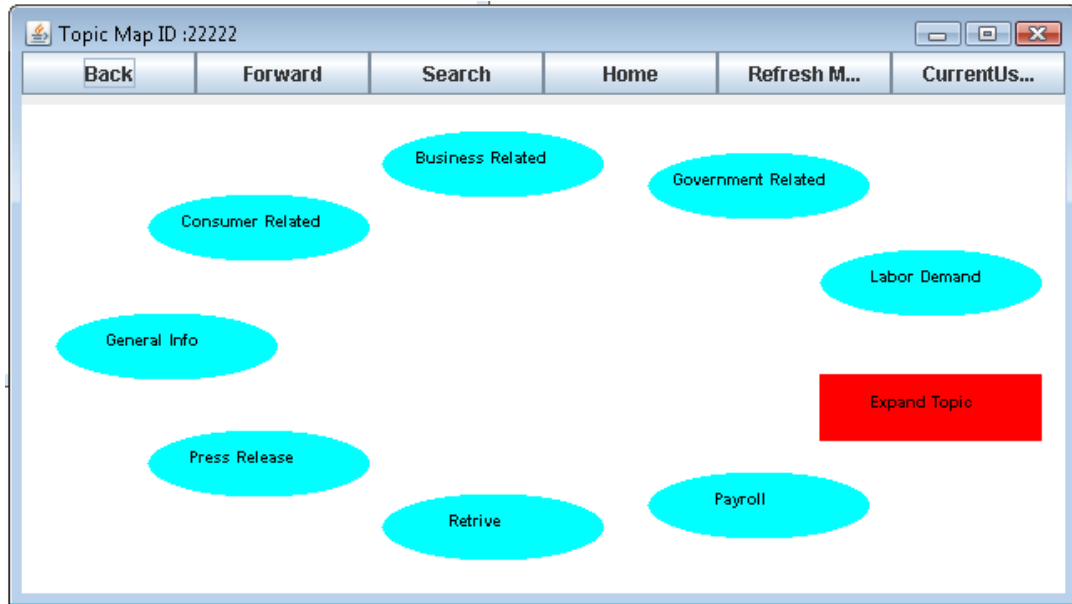 Topic Map ID :22222
Back Forward Search Home Refresh M... CurrentUs...
Business Related
Government Related
Consumer Related
Labor Demand
General Info
Expand Topic
Press Release
Payroll
Retrive